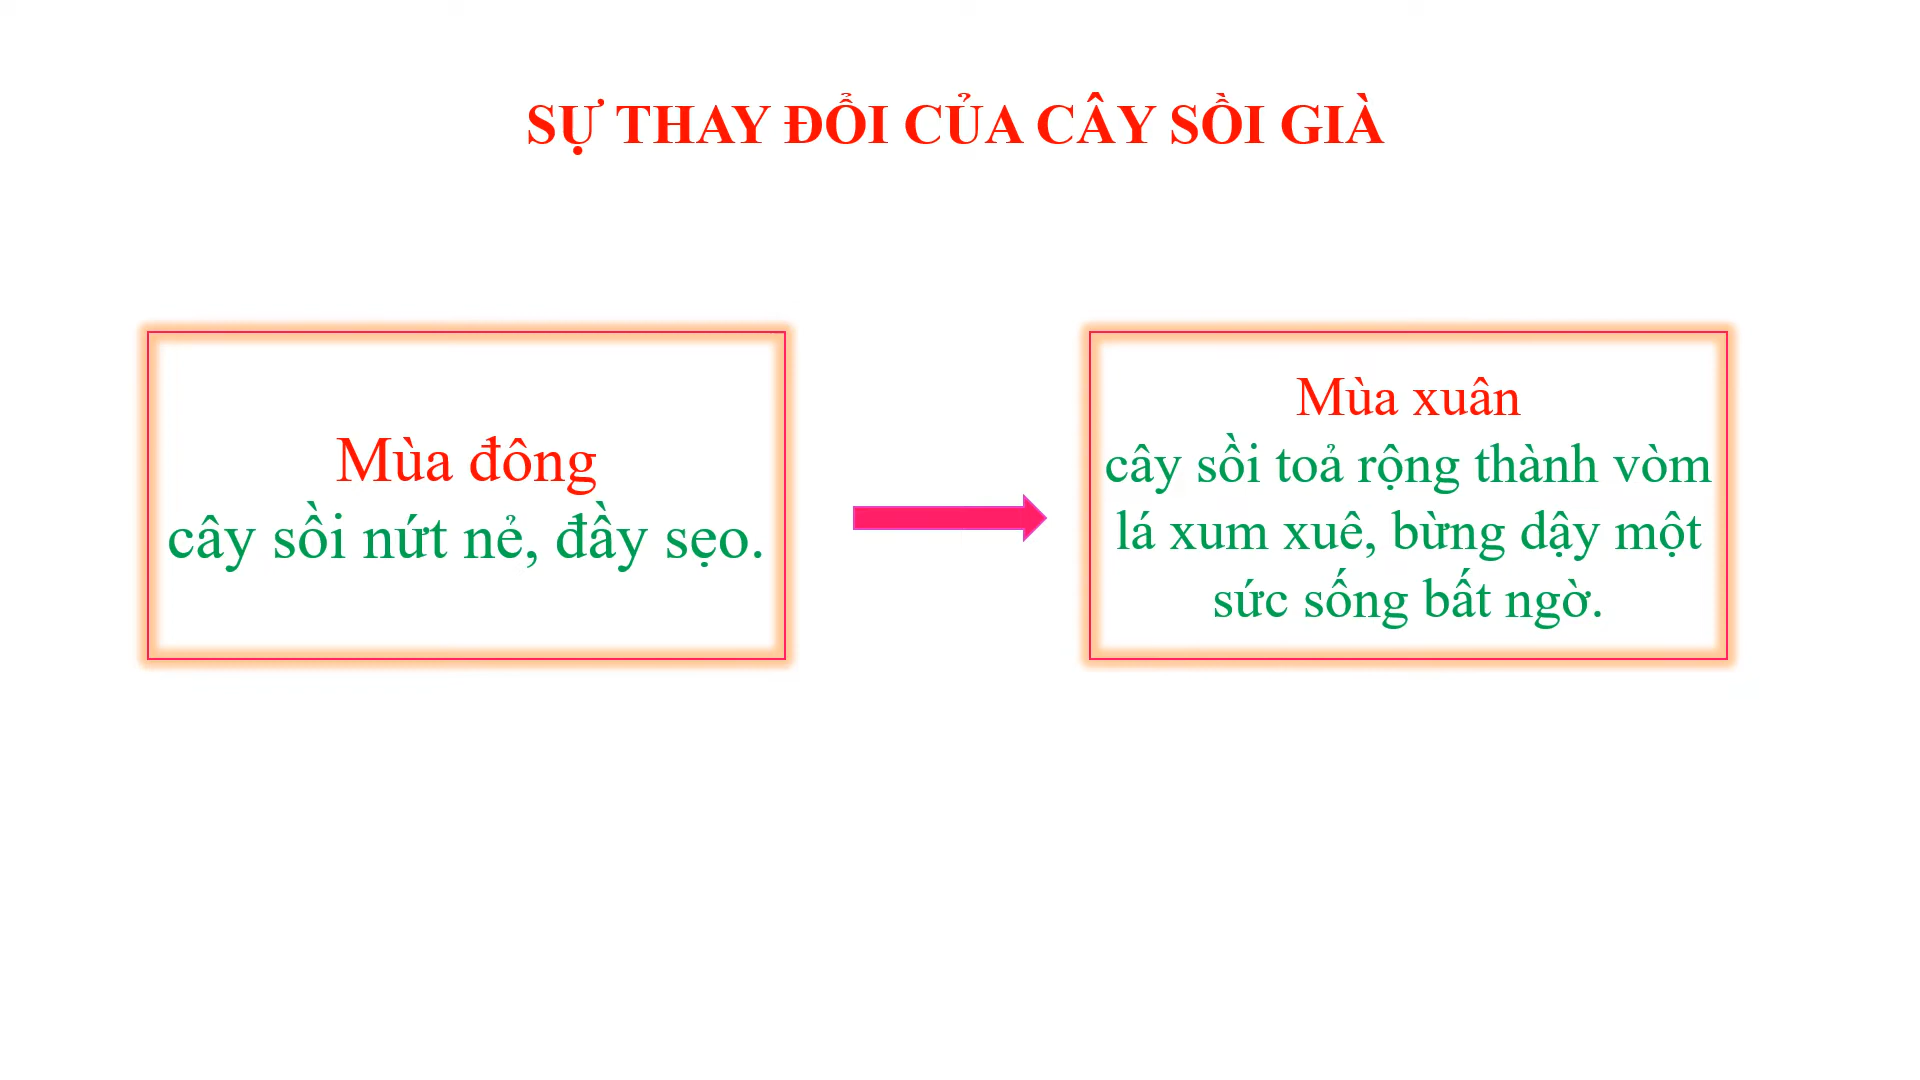 SỰ THAY ĐỔI CỦA CÂY SỒI GIÀ
Mùa đông
cây sồi nứt nẻ, đầy sẹo.
Mùa xuân
cây sồi toả rộng thành vòm
lá xum xuê, bừng dậy một
sức sống bất ngờ.